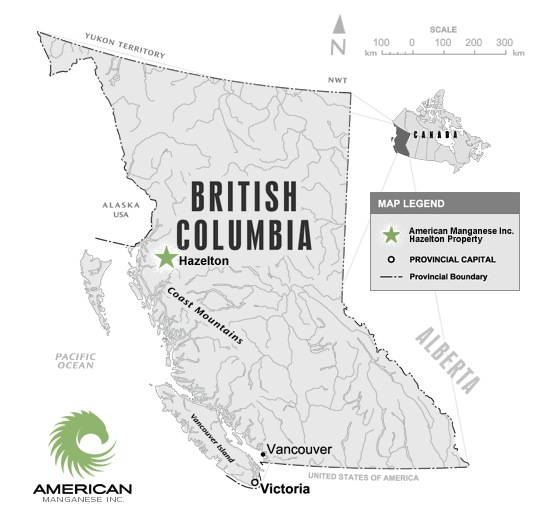 YUKON TERRITORY
NWT
N
SCALE
100 0 100 200 300
km km
CANADA
ALASKA
USA
BRITISH
COLUMBIA
Hazelton
MAP LEGEND
American Manganese Inc.
Hazelton Property
PROVINCIAL CAPITAL
Provincial Boundary
Coast Mountains
PACIFIC
OCEAN
ALBERTA
Vancouver Island
Vancouver
UNITED STATES OF AMERICA
Victoria
AMERICAN
MANGANESE INC.